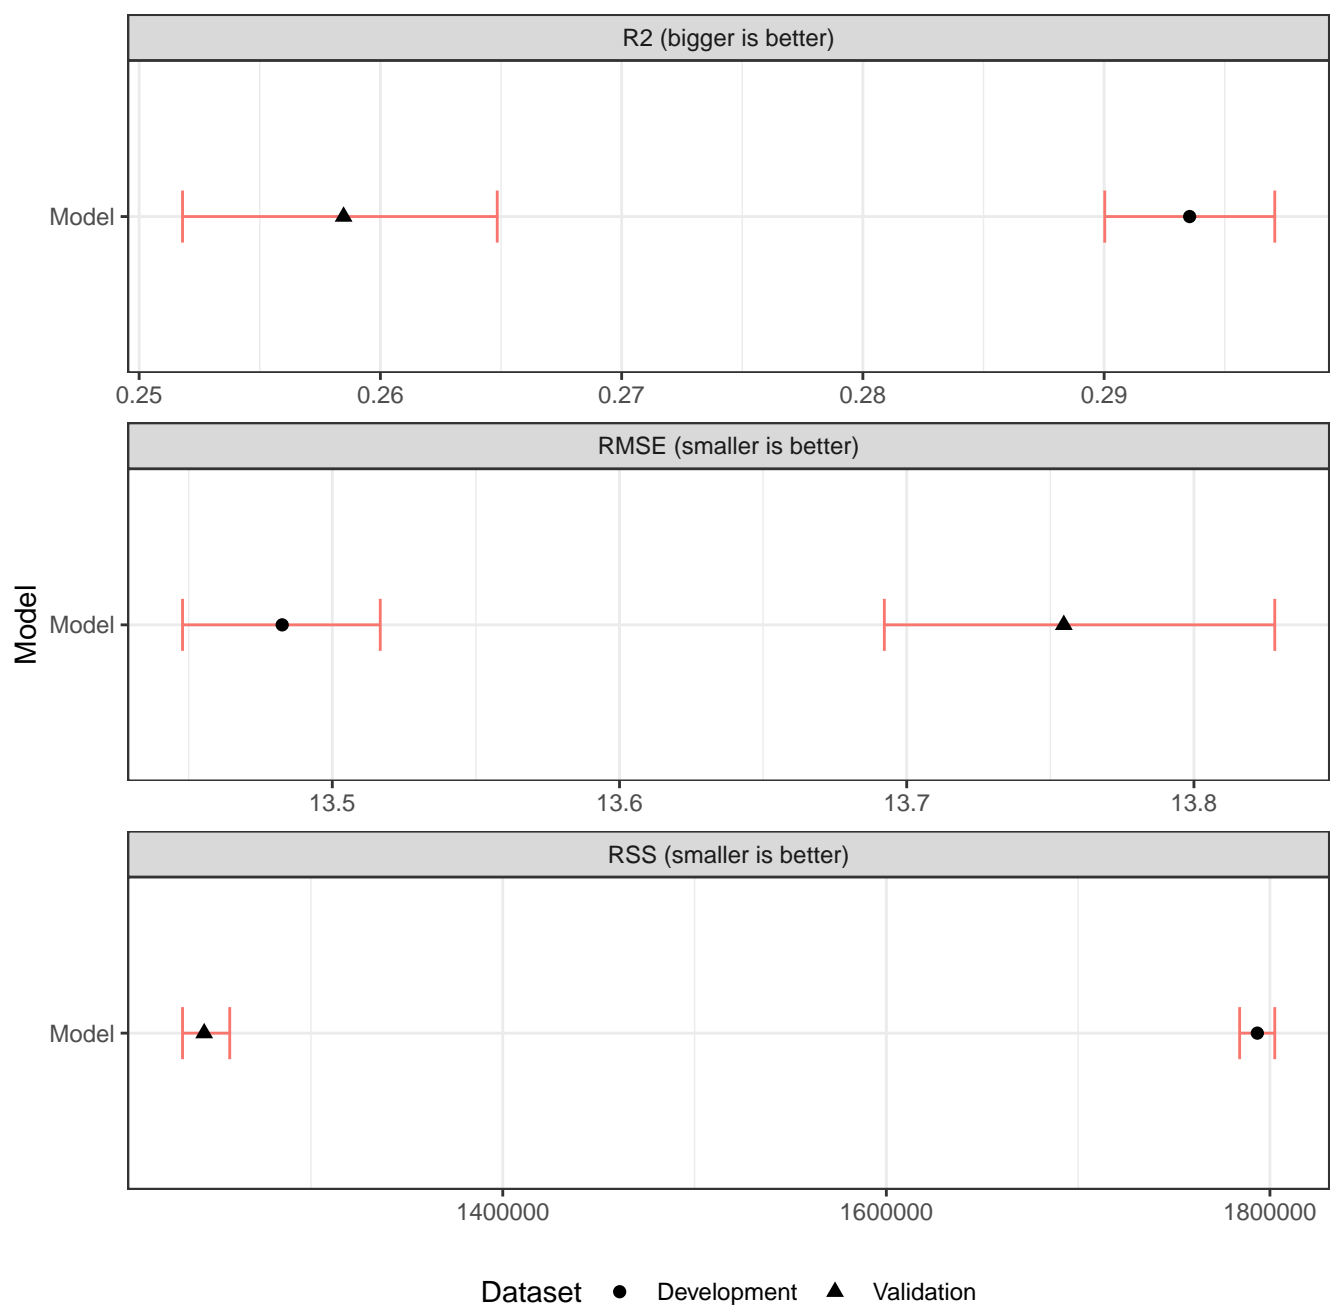 R2 (bigger is better)
Model
0.25 0.26 0.27 0.28 0.29
RMSE (smaller is better)
Model
Model
13.5 13.6 13.7 13.8
RSS (smaller is better)
Model
1400000 1600000 1800000
Dataset Development Validation